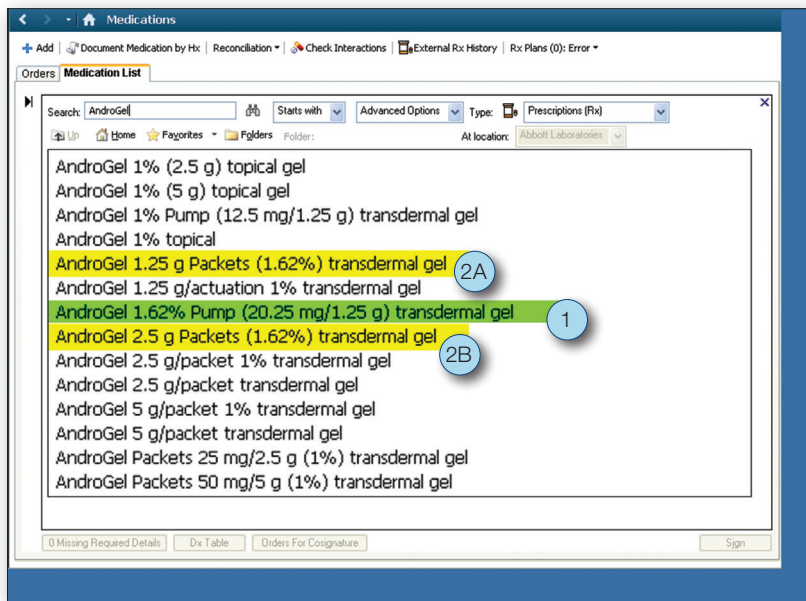 Medications
Add Document Medication by Hx Reconciliation Check Interactions External Rx History Rx Plans (0): Error
Orders Medication List
Search: AndroGel Starts with Advanced Options Type: Prescriptions (Rx)
Up Home Favorites Folders Folder: At location: Abbott Laboratories
AndroGel 1% (2.5 g) topical gel
AndroGel 1% (5 g) topical gel
AndroGel 1% Pump (12.5 mg/1.25 g) transdermal gel
AndroGel 1% topical
AndroGel 1.25 g Packets (1.62%) transdermal gel 2A
AndroGel 1.25 g/actuation 1% transdermal gel
AndroGel 1.62% Pump (20.25 mg/1.25 g) transdermal gel 1
AndroGel 2.5 g Packets (1.62%) transdermal gel 2B
AndroGel 2.5 g/packet 1% transdermal gel
AndroGel 2.5 g/packet transdermal gel
AndroGel 5 g/packet 1% transdermal gel
AndroGel 5 g/packet transdermal gel
AndroGel Packets 25 mg/2.5 g (1%) transdermal gel
AndroGel Packets 50 mg/5 g (1%) transdermal gel
0 Missing Required Details Dx Table Orders For Cosignature Sign